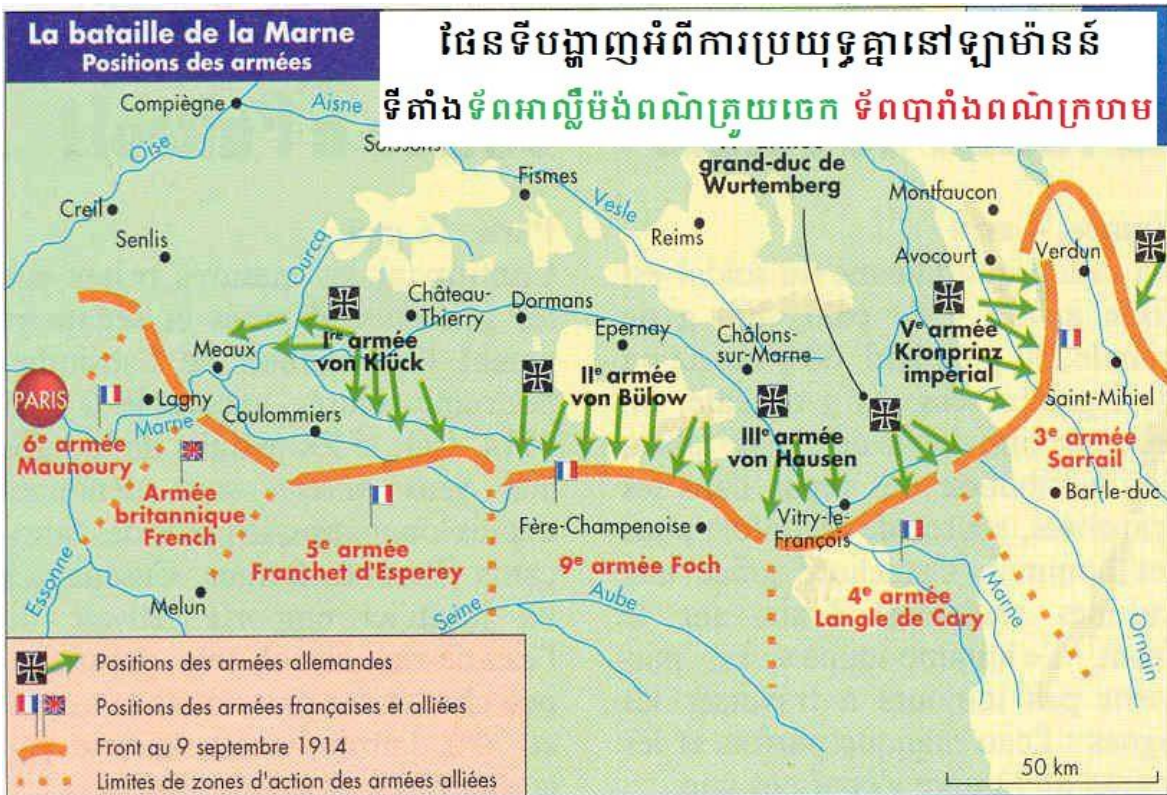 La bataille de la Marne
Positions des armées
ផែនទីបង្ហាញអំពីការប្រយុទ្ធគ្នានៅឡាម៉ានន៍
ទីតាំងទ័ពអាល្លឺម៉ង់ពណ៌ត្រួយចេក ទ័ពបារាំងពណ៌ក្រហម
Compiègne
Aisne
Oise
Soissons
grand-duc de
Wurtemberg
Fismes
Vesle
Montfaucon
Creil
Senlis
Reims
Ourcq
Avocourt
Verdun
Château-
Thierry
Dormans
Epernay
Châlons-
sur-Marne
Ire armée
von Klück
IIe armée
von Bülow
Ve armée
Kronprinz
impérial
Meaux
PARIS
Lagny
Marne
Coulommiers
Saint-Mihiel
6e armée
Maunoury
IIIe armée
von Hausen
3e armée
Sarrail
Armée
britannique
French
Bar-le-duc
Fère-Champenoise
Vitry-le-
François
5e armée
Franchet d'Esperey
9e armée Foch
Essonne
Melun
Seine
Aube
4e armée
Langle de Cary
Marne
Ornain
Positions des armées allemandes
Positions des armées françaises et alliées
Front au 9 septembre 1914
Limites de zones d'action des armées alliées
50 km